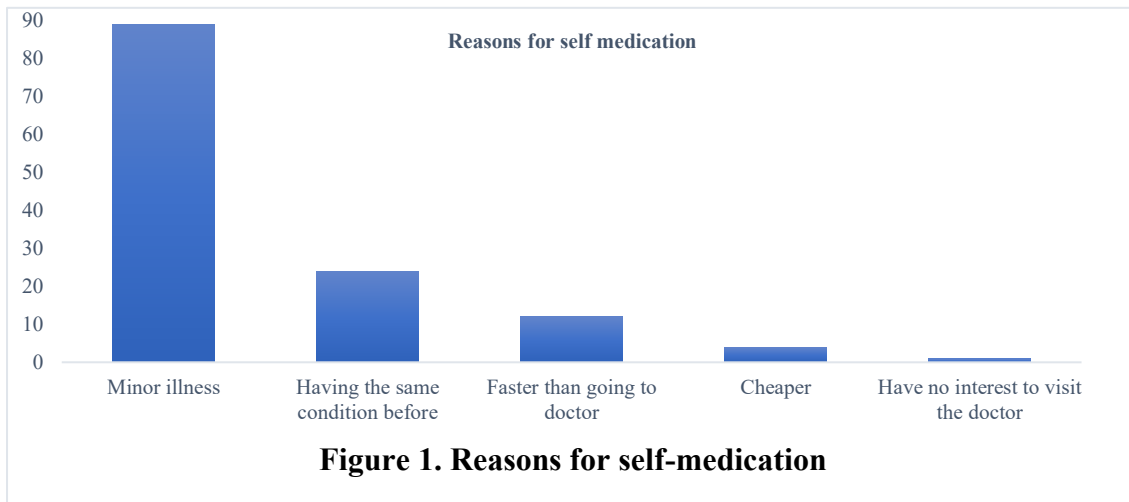 90
Reasons for self medication
80
70
60
50
40
30
20
10
0
Minor illness
Having the same
condition before
Faster than going to
doctor
Cheaper
Have no interest to visit
the doctor
Figure 1. Reasons for self-medication